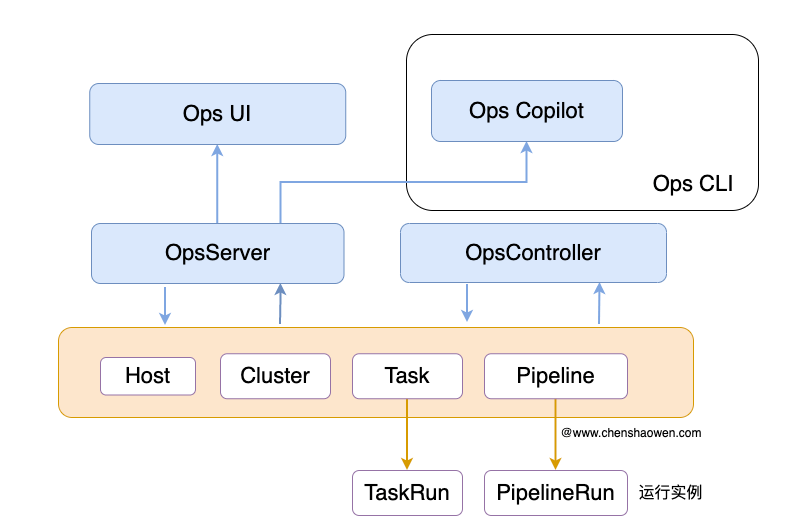 Ops UI
Ops Copilot
Ops CLI
OpsServer
OpsController
Host
Cluster
Task
Pipeline
@www.chenshaowen.com
TaskRun
PipelineRun
运行实例